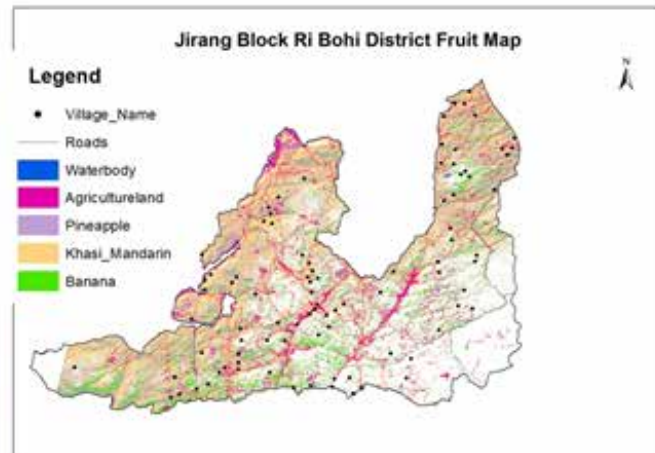 Jirang Block Ri Bohi District Fruit Map
N
Legend
Village_Name
Roads
Waterbody
Agricultureland
Pineapple
Khasi_Mandarin
Banana